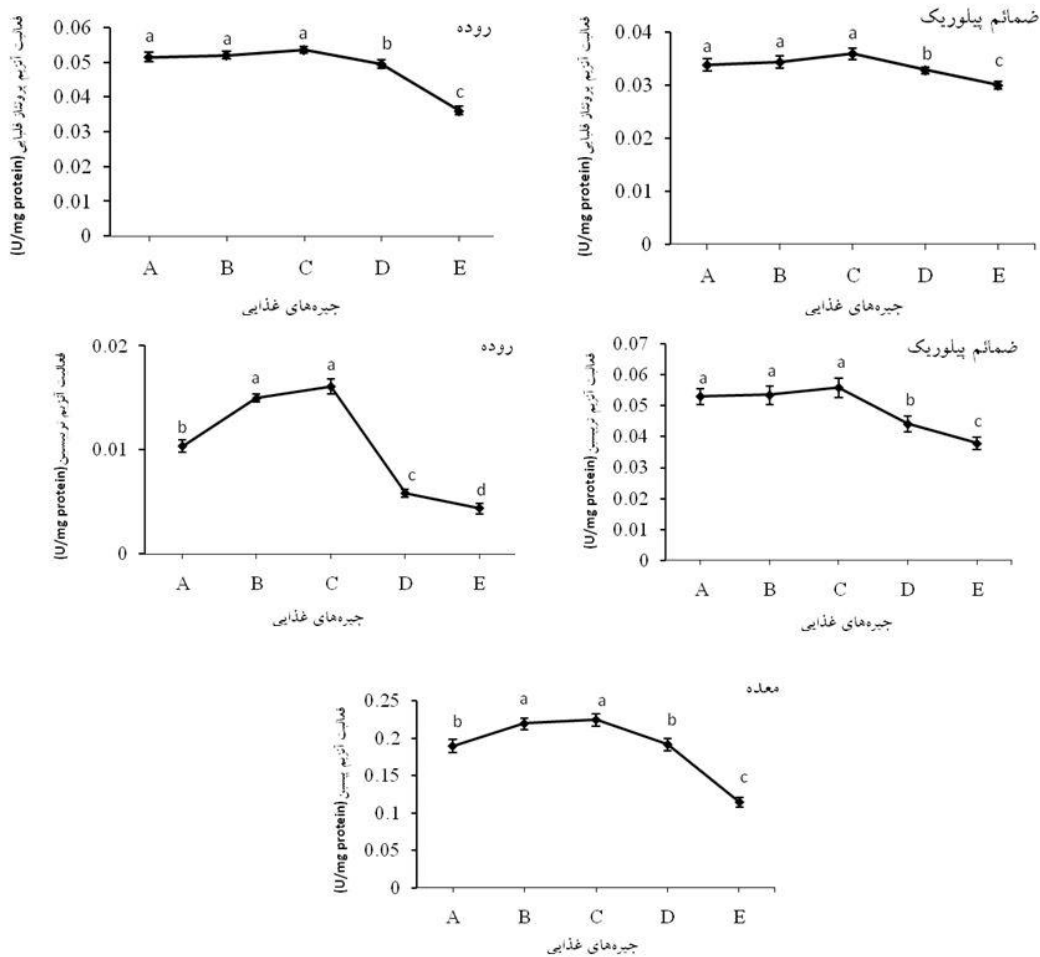 روده
فعالیت آنزیم پروتئاز قلیایی (U/mg protein)
0.06
0.05
0.04
0.03
0.02
0.01
0
a
a
a
b
c
A B C D E
جیره‌های غذایی
ضمائم پیلوریک
فعالیت آنزیم پروتئاز قلیایی (U/mg protein)
0.04
0.03
0.02
0.01
0
a
a
a
b
c
A B C D E
جیره‌های غذایی
روده
فعالیت آنزیم تریپسین (U/mg protein)
0.02
0.01
0
b
a
a
c
d
A B C D E
جیره‌های غذایی
ضمائم پیلوریک
فعالیت آنزیم تریپسین (U/mg protein)
0.07
0.06
0.05
0.04
0.03
0.02
0.01
0
a
a
a
b
c
A B C D E
جیره‌های غذایی
معده
فعالیت آنزیم پپسین (U/mg protein)
0.25
0.2
0.15
0.1
0.05
0
b
a
a
b
c
A B C D E
جیره‌های غذایی